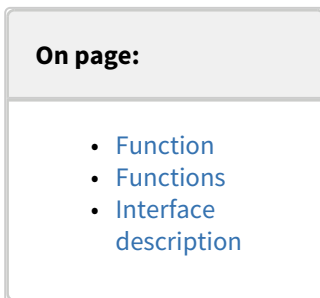 On page:
• Function
• Functions
• Interface
description